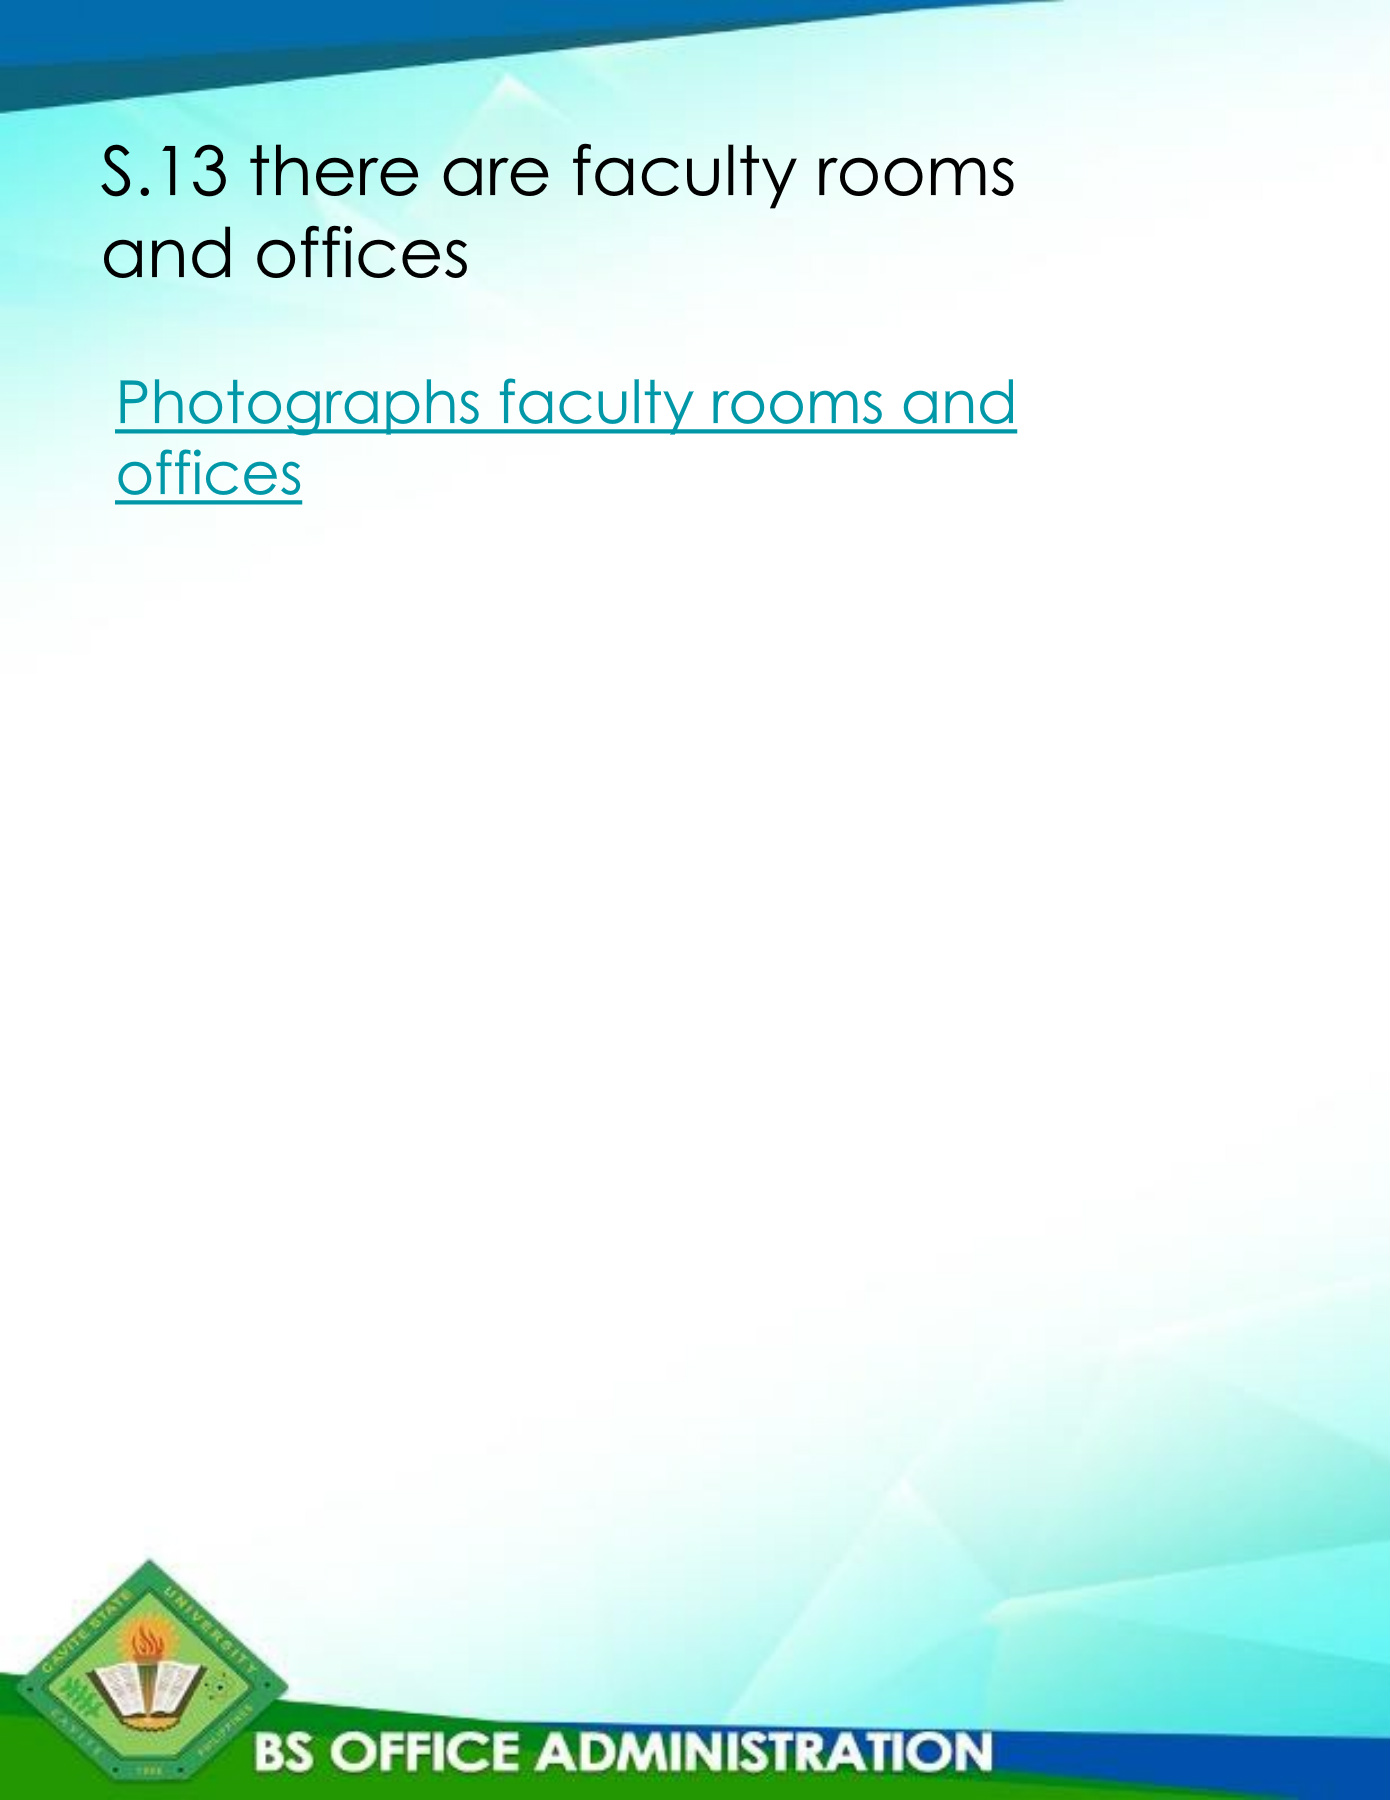 S.13 there are faculty rooms
and offices
Photographs faculty rooms and
offices
CAVITE STATE
UNIVERSITY
CAVITE
PHILIPPINES
BS OFFICE ADMINISTRATION